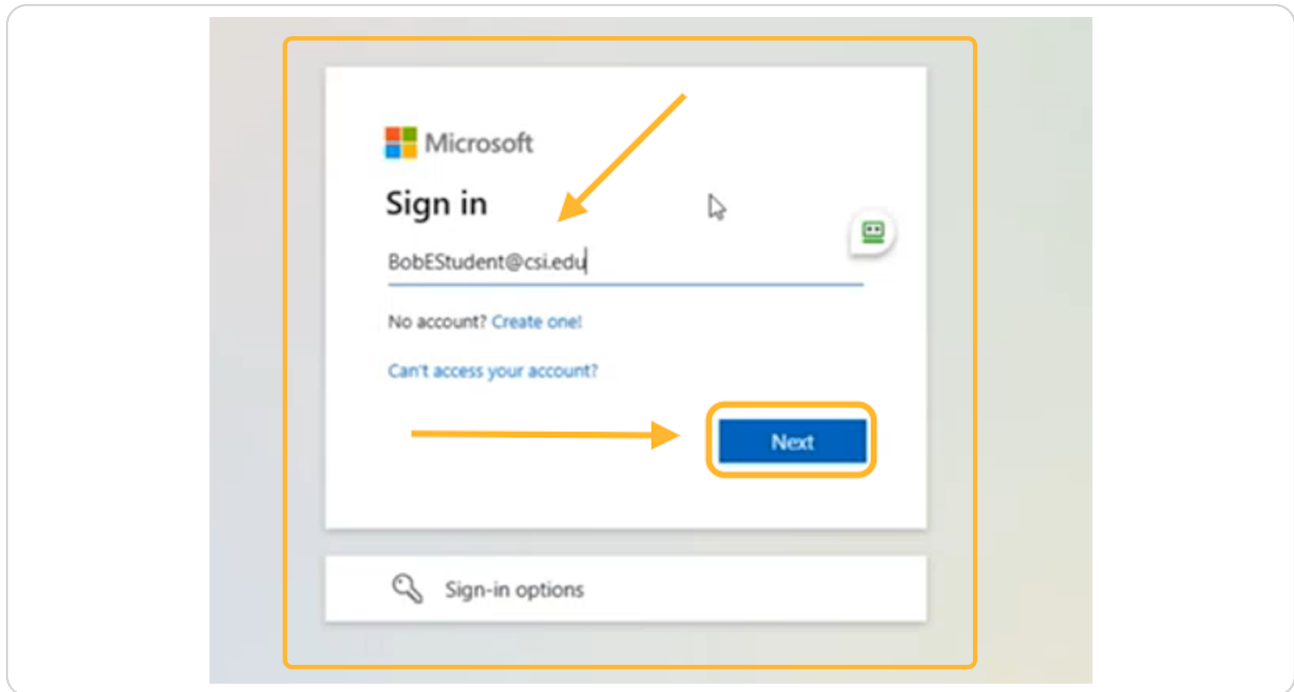 Microsoft
Sign in
BobEStudent@csi.edu
No account? Create one!
Can't access your account?
Next
Sign-in options